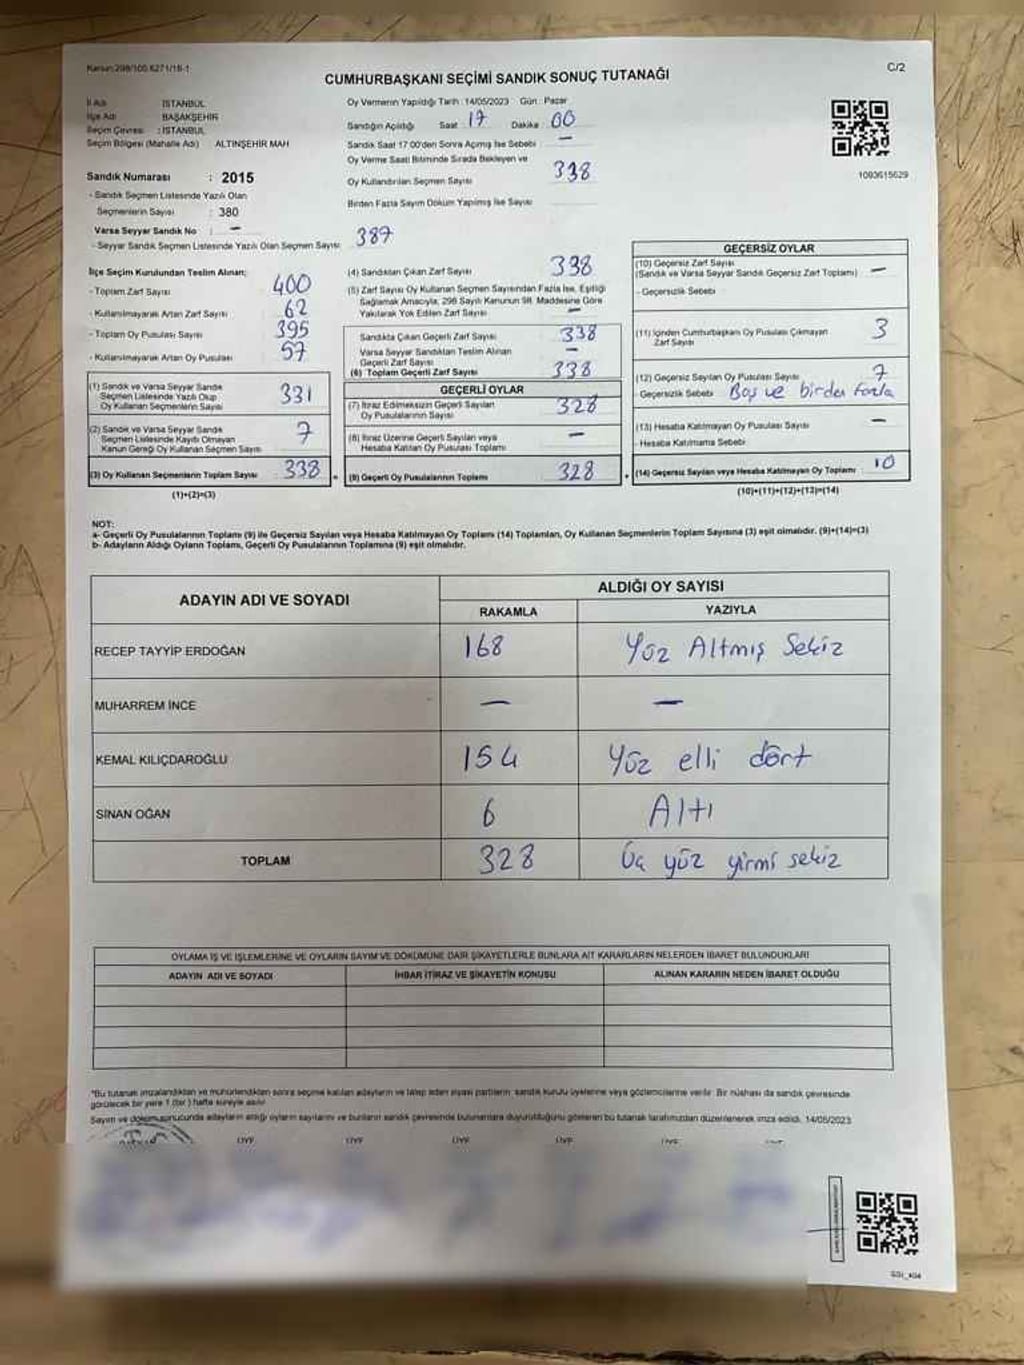 Kanun:298/100.6271/16-1
CUMHURBAŞKANI SEÇİMİ SANDIK SONUÇ TUTANAĞI
C/2
İl Adı : İSTANBUL
İlçe Adı : BAŞAKŞEHİR
Seçim Çevresi : İSTANBUL
Seçim Bölgesi (Mahalle Adı) ALTINŞEHİR MAH
Sandık Numarası : 2015
- Sandık Seçmen Listesinde Yazılı Olan
Seçmenlerin Sayısı : 380
Varsa Seyyar Sandık No : —
- Seyyar Sandık Seçmen Listesinde Yazılı Olan Seçmen Sayısı 387
Oy Vermenin Yapıldığı Tarih :14/05/2023 Gün : Pazar
Sandığın Açıldığı Saat 17 Dakika 00
Sandık Saat 17:00'den Sonra Açılmış İse Sebebi —
Oy Verme Saati Bitiminde Sırada Bekleyen ve
Oy Kullandırılan Seçmen Sayısı 338
Birden Fazla Sayım Döküm Yapılmış İse Sayısı
1093615629
İlçe Seçim Kurulundan Teslim Alınan;
- Toplam Zarf Sayısı 400
- Kullanılmayarak Artan Zarf Sayısı 62
- Toplam Oy Pusulası Sayısı 395
- Kullanılmayarak Artan Oy Pusulası 57
(1) Sandık ve Varsa Seyyar Sandık
Seçmen Listesinde Yazılı Olup
Oy Kullanan Seçmenlerin Sayısı 331
(2) Sandık ve Varsa Seyyar Sandık
Seçmen Listesinde Kayıtlı Olmayan
Kanun Gereği Oy Kullanan Seçmen Sayısı 7
(3) Oy Kullanan Seçmenlerin Toplam Sayısı 338
(1)+(2)=(3)
(4) Sandıktan Çıkan Zarf Sayısı 338
(5) Zarf Sayısı Oy Kullanan Seçmen Sayısından Fazla İse, Eşitliği
Sağlamak Amacıyla, 298 Sayılı Kanunun 98. Maddesine Göre
Yakılarak Yok Edilen Zarf Sayısı —
Sandıkta Çıkan Geçerli Zarf Sayısı 338
Varsa Seyyar Sandıktan Teslim Alınan
Geçerli Zarf Sayısı —
(6) Toplam Geçerli Zarf Sayısı 338
GEÇERLİ OYLAR
(7) İtiraz Edilmeksizin Geçerli Sayılan
Oy Pusulalarının Sayısı 328
(8) İtiraz Üzerine Geçerli Sayılan veya
Hesaba Katılan Oy Pusulası Toplamı —
(9) Geçerli Oy Pusulalarının Toplamı 328
GEÇERSİZ OYLAR
(10) Geçersiz Zarf Sayısı
(Sandık ve Varsa Seyyar Sandık Geçersiz Zarf Toplamı) —
- Geçersizlik Sebebi
(11) İçinden Cumhurbaşkanı Oy Pusulası Çıkmayan
Zarf Sayısı 3
(12) Geçersiz Sayılan Oy Pusulası Sayısı 7
- Geçersizlik Sebebi Boş ve birden fazla
(13) Hesaba Katılmayan Oy Pusulası Sayısı —
- Hesaba Katılmama Sebebi
(14) Geçersiz Sayılan veya Hesaba Katılmayan Oy Toplamı 10
(10)+(11)+(12)+(13)=(14)
NOT:
a- Geçerli Oy Pusulalarının Toplamı (9) ile Geçersiz Sayılan veya Hesaba Katılmayan Oy Toplamı (14) Toplamları, Oy Kullanan Seçmenlerin Toplam Sayısına (3) eşit olmalıdır. (9)+(14)=(3)
b- Adayların Aldığı Oyların Toplamı, Geçerli Oy Pusulalarının Toplamına (9) eşit olmalıdır.
ADAYIN ADI VE SOYADI
ALDIĞI OY SAYISI
RAKAMLA YAZIYLA
RECEP TAYYİP ERDOĞAN 168 Yüz Altmış Sekiz
MUHARREM İNCE — —
KEMAL KILIÇDAROĞLU 154 Yüz elli dört
SİNAN OĞAN 6 Altı
TOPLAM 328 Üç yüz yirmi sekiz
OYLAMA İŞ VE İŞLEMLERİNE VE OYLARIN SAYIM VE DÖKÜMÜNE DAİR ŞİKAYETLERLE BUNLARA AİT KARARLARIN NELERDEN İBARET BULUNDUKLARI
ADAYIN ADI VE SOYADI İHBAR İTİRAZ VE ŞİKAYETİN KONUSU ALINAN KARARIN NEDEN İBARET OLDUĞU
*Bu tutanak imzalandıktan ve mühürlendikten sonra seçime katılan adayların ve talep eden siyasi partilerin sandık kurulu üyelerine veya gözlemcilerine verilir. Bir nüshası da sandık çevresinde
görülecek bir yere 1 (bir) hafta süreyle asılır.
Sayım ve döküm sonucunda adayların aldığı oyların sayılarını ve bunların sandık çevresinde bulunanlara duyurulduğunu gösteren bu tutanak tarafımızdan düzenlenerek imza edildi. 14/05/2023
ÜYE ÜYE ÜYE ÜYE ÜYE